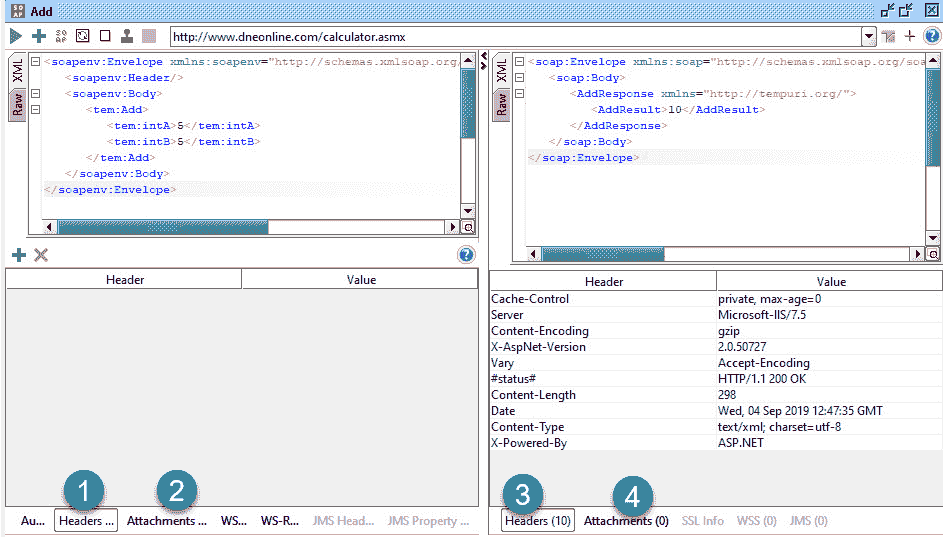 SO AP Add
SO AP http://www.dneonline.com/calculator.asmx
XML
Raw
<soapenv:Envelope xmlns:soapenv="http://schemas.xmlsoap.org/
<soapenv:Header/>
<soapenv:Body>
<tem:Add>
<tem:intA>5</tem:intA>
<tem:intB>5</tem:intB>
</tem:Add>
</soapenv:Body>
</soapenv:Envelope>
Header Value
1 2
Au... Headers ... Attachments ... WS... WS-R... JMS Head... JMS Property ...
XML
Raw
<soap:Envelope xmlns:soap="http://schemas.xmlsoap.org/soa
<soap:Body>
<AddResponse xmlns="http://tempuri.org/">
<AddResult>10</AddResult>
</AddResponse>
</soap:Body>
</soap:Envelope>
Header Value
Cache-Control private, max-age=0
Server Microsoft-IIS/7.5
Content-Encoding gzip
X-AspNet-Version 2.0.50727
Vary Accept-Encoding
#status# HTTP/1.1 200 OK
Content-Length 298
Date Wed, 04 Sep 2019 12:47:35 GMT
Content-Type text/xml; charset=utf-8
X-Powered-By ASP.NET
3 4
Headers (10) Attachments (0) SSL Info WSS (0) JMS (0)